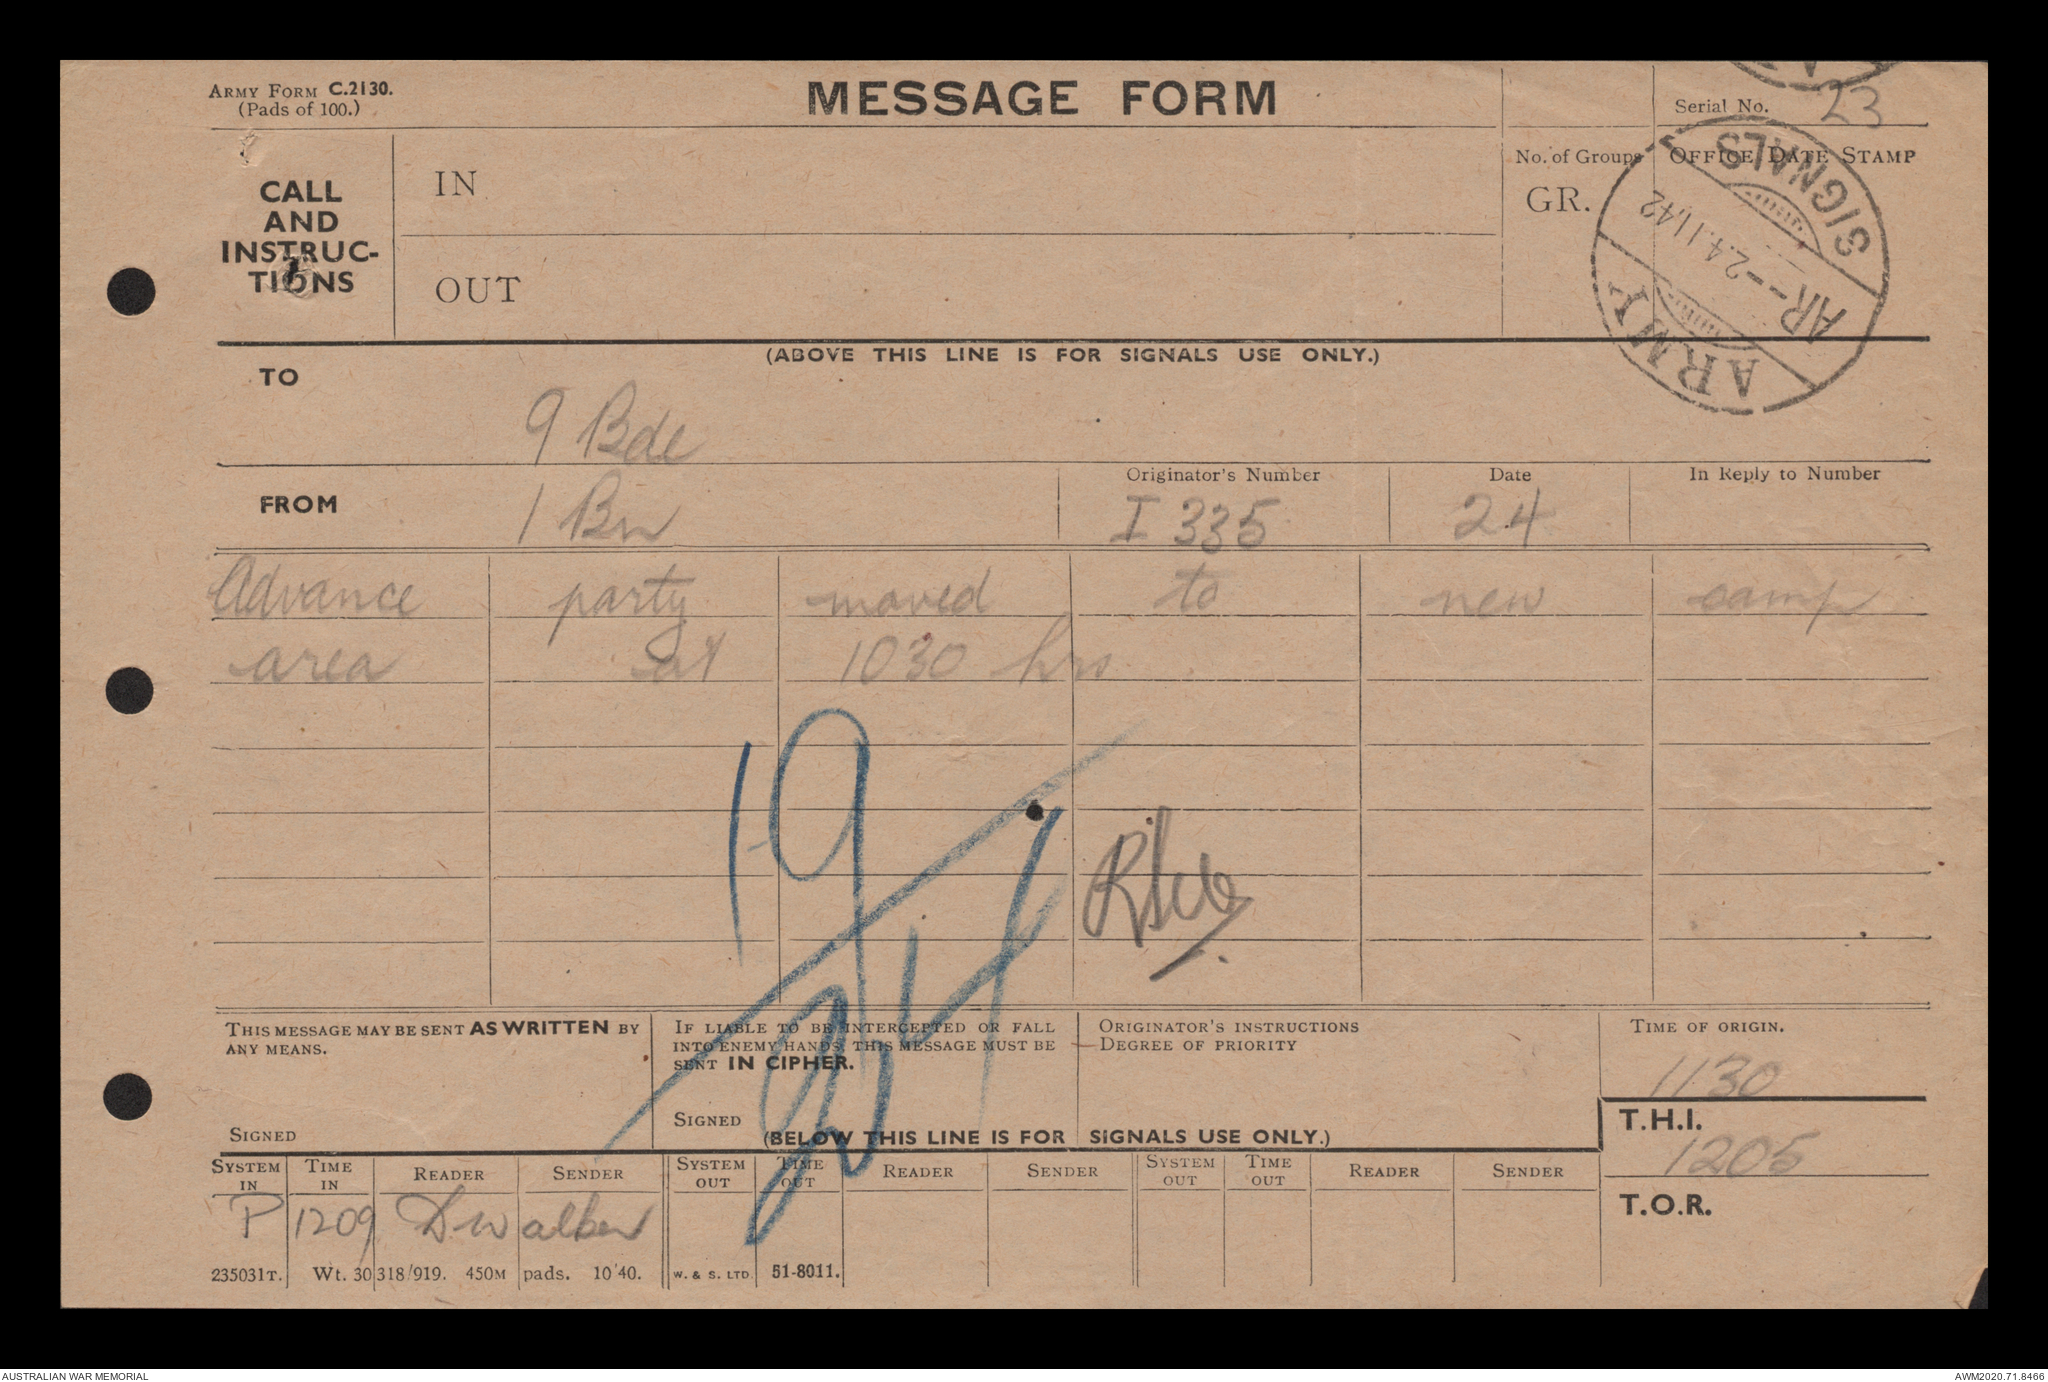 ARMY FORM C.2130.
(Pads of 100.)
MESSAGE FORM
Serial No. 23
CALL
AND
INSTRUC-
TIONS
IN
OUT
No. of Groups
GR.
OFFICE DATE STAMP
SIGNALS
AR -- 24.11.42
ARMY
(ABOVE THIS LINE IS FOR SIGNALS USE ONLY.)
TO
9 Bde
FROM
1 Bn
Originator's Number
I 335
Date
24
In Reply to Number
Advance party moved to new camp
area at 1030 hrs.
19
24
THIS MESSAGE MAY BE SENT AS WRITTEN BY
ANY MEANS.
SIGNED
IF LIABLE TO BE INTERCEPTED OR FALL
INTO ENEMY HANDS, THIS MESSAGE MUST BE
SENT IN CIPHER.
SIGNED
ORIGINATOR'S INSTRUCTIONS
DEGREE OF PRIORITY
TIME OF ORIGIN.
1130
T.H.I.
1205
T.O.R.
(BELOW THIS LINE IS FOR SIGNALS USE ONLY.)
SYSTEM IN TIME IN READER SENDER SYSTEM OUT TIME OUT READER SENDER SYSTEM OUT TIME OUT READER SENDER
P 1209 D Walker
235031T. Wt. 30318/919. 450M pads. 10/40. W. & S. LTD. 51-8011.
AUSTRALIAN WAR MEMORIAL
AWM2020.71.8466